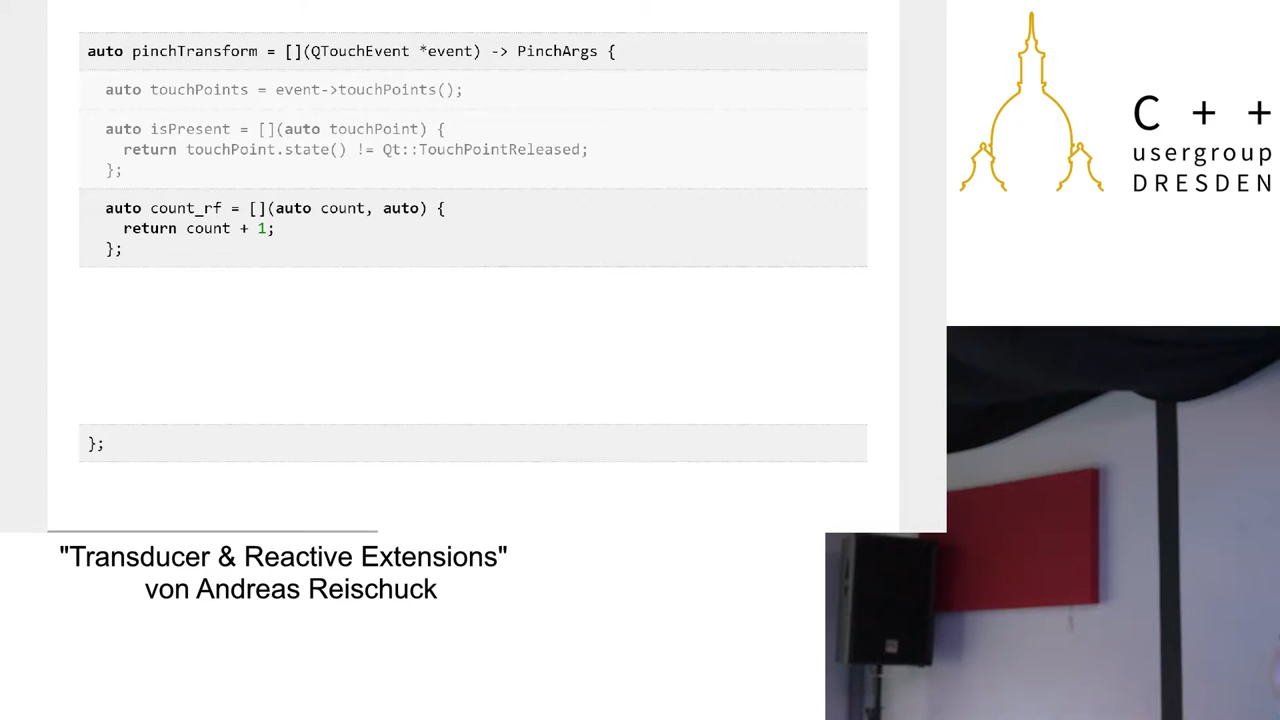 auto pinchTransform = [](QTouchEvent *event) -> PinchArgs {
auto touchPoints = event->touchPoints();
auto isPresent = [](auto touchPoint) {
return touchPoint.state() != Qt::TouchPointReleased;
};
auto count_rf = [](auto count, auto) {
return count + 1;
};
};
C + +
usergroup
DRESDEN
"Transducer & Reactive Extensions"
von Andreas Reischuck